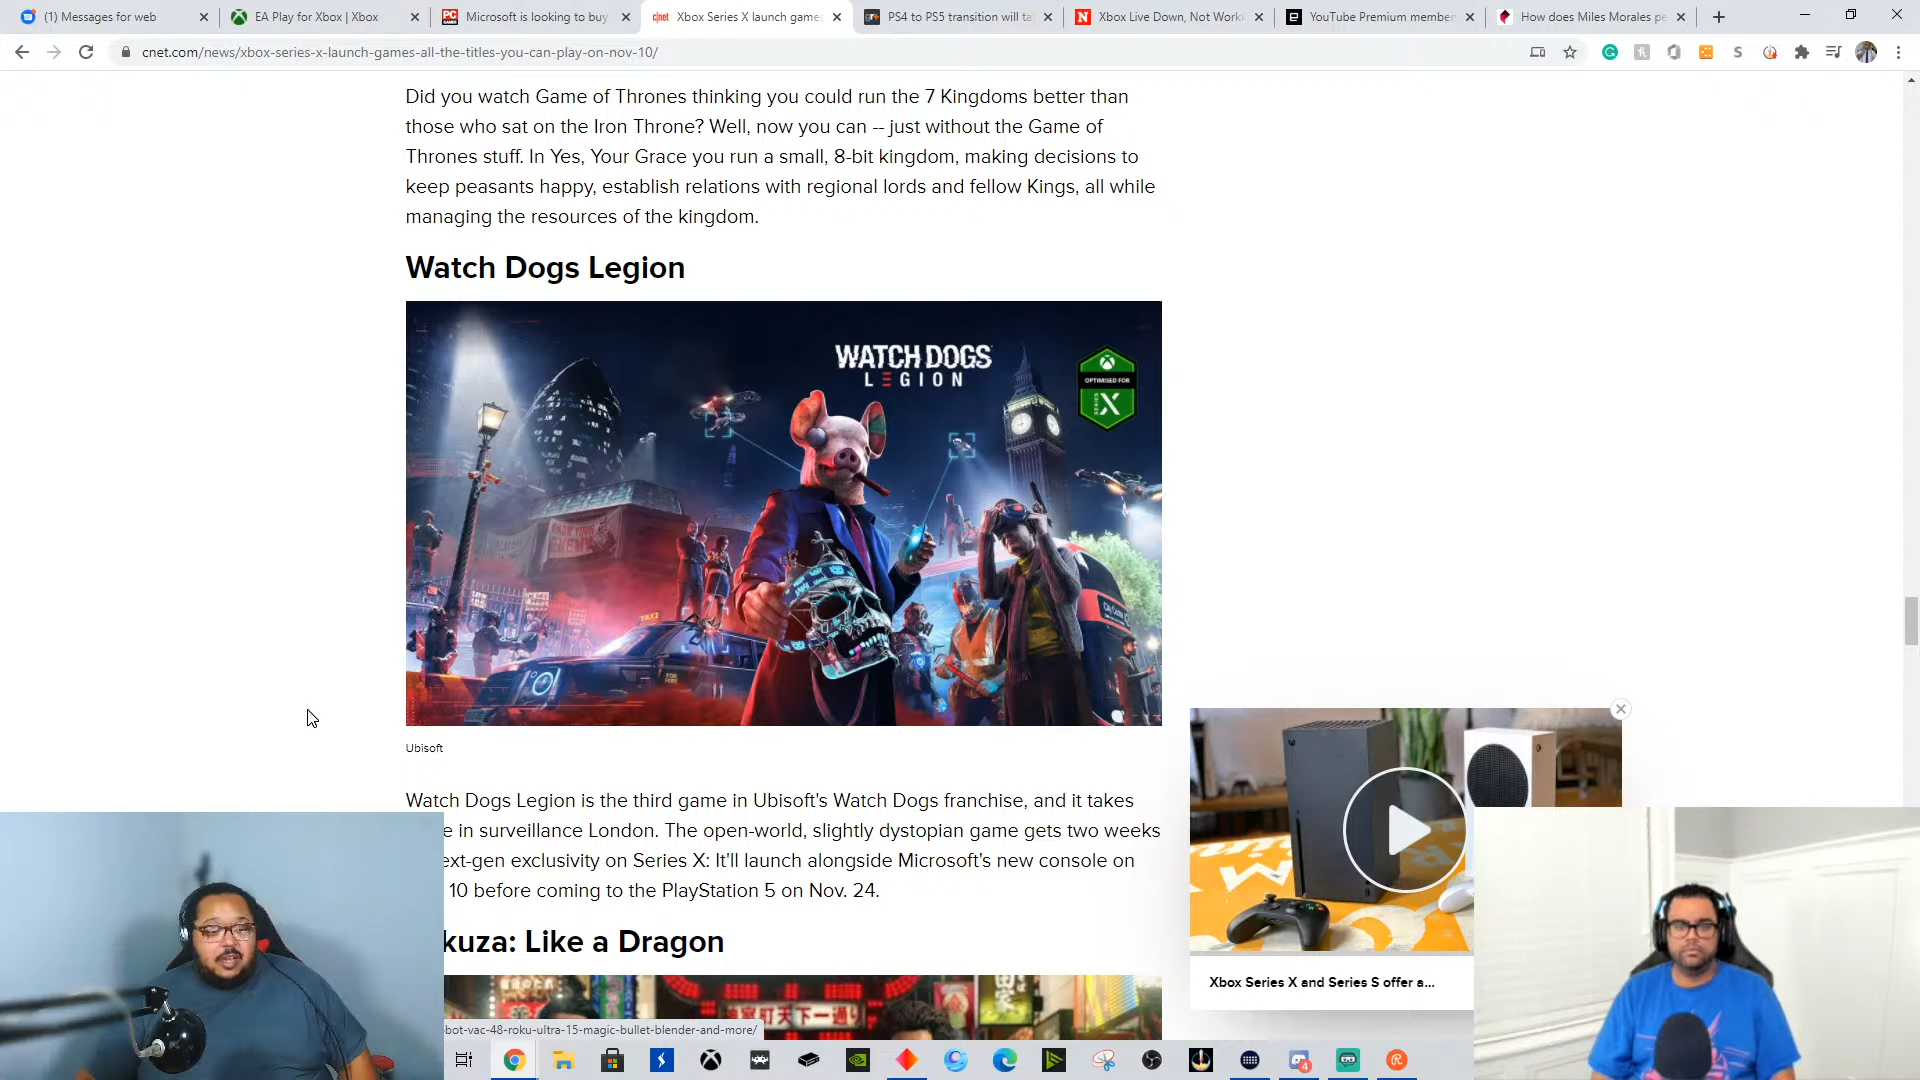 (1) Messages for web
EA Play for Xbox | Xbox
Microsoft is looking to buy
Xbox Series X launch games
PS4 to PS5 transition will ta
Xbox Live Down, Not Worki
YouTube Premium member
How does Miles Morales pe
cnet.com/news/xbox-series-x-launch-games-all-the-titles-you-can-play-on-nov-10/
Did you watch Game of Thrones thinking you could run the 7 Kingdoms better than
those who sat on the Iron Throne? Well, now you can -- just without the Game of
Thrones stuff. In Yes, Your Grace you run a small, 8-bit kingdom, making decisions to
keep peasants happy, establish relations with regional lords and fellow Kings, all while
managing the resources of the kingdom.
Watch Dogs Legion
WATCH DOGS
LEGION
OPTIMISED FOR
SERIES X
TAXI
FOR HIRE
Ubisoft
Watch Dogs Legion is the third game in Ubisoft's Watch Dogs franchise, and it takes
e in surveillance London. The open-world, slightly dystopian game gets two weeks
ext-gen exclusivity on Series X: It'll launch alongside Microsoft's new console on
10 before coming to the PlayStation 5 on Nov. 24.
kuza: Like a Dragon
Xbox Series X and Series S offer a...
bot-vac-48-roku-ultra-15-magic-bullet-blender-and-more/